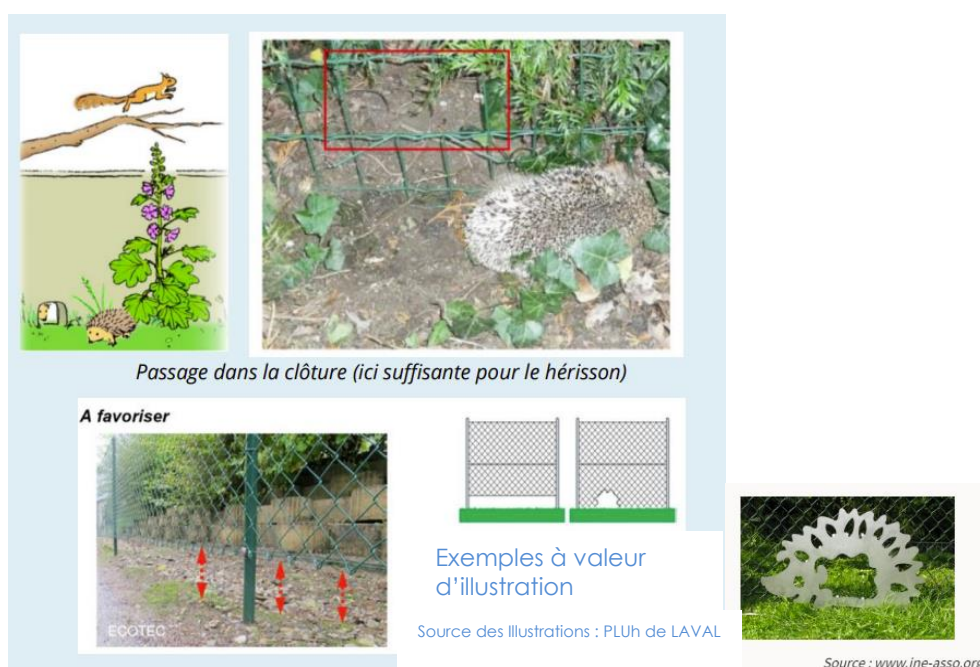 Passage dans la clôture (ici suffisante pour le hérisson)
A favoriser
ECOTEC
Exemples à valeur
d'illustration
Source des Illustrations : PLUh de LAVAL
Source : www.jne-asso.org